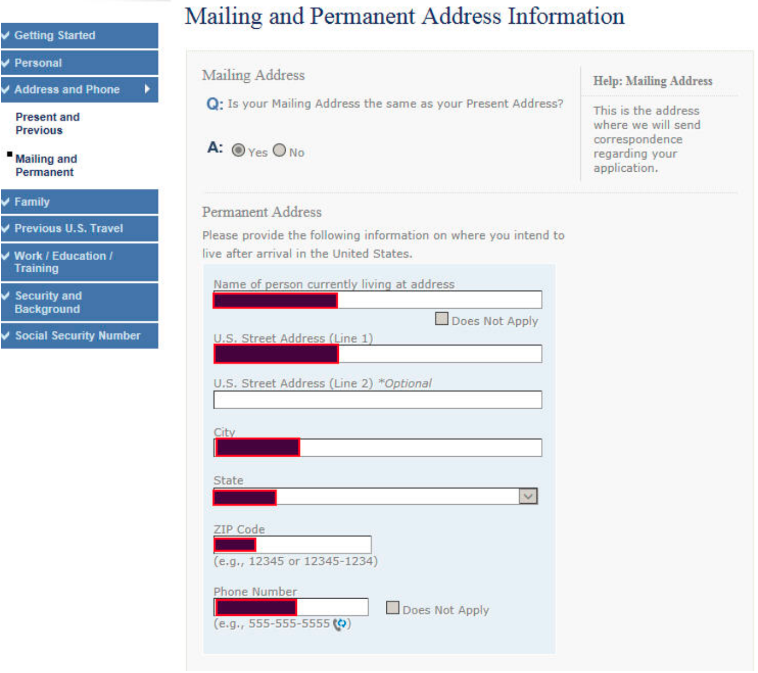 Mailing and Permanent Address Information
Getting Started
Personal
Address and Phone
Present and
Previous
Mailing and
Permanent
Family
Previous U.S. Travel
Work / Education /
Training
Security and
Background
Social Security Number
Mailing Address
Q: Is your Mailing Address the same as your Present Address?
A: Yes No
Help: Mailing Address
This is the address
where we will send
correspondence
regarding your
application.
Permanent Address
Please provide the following information on where you intend to
live after arrival in the United States.
Name of person currently living at address
Does Not Apply
U.S. Street Address (Line 1)
U.S. Street Address (Line 2) *Optional
City
State
ZIP Code
(e.g., 12345 or 12345-1234)
Phone Number
Does Not Apply
(e.g., 555-555-5555)